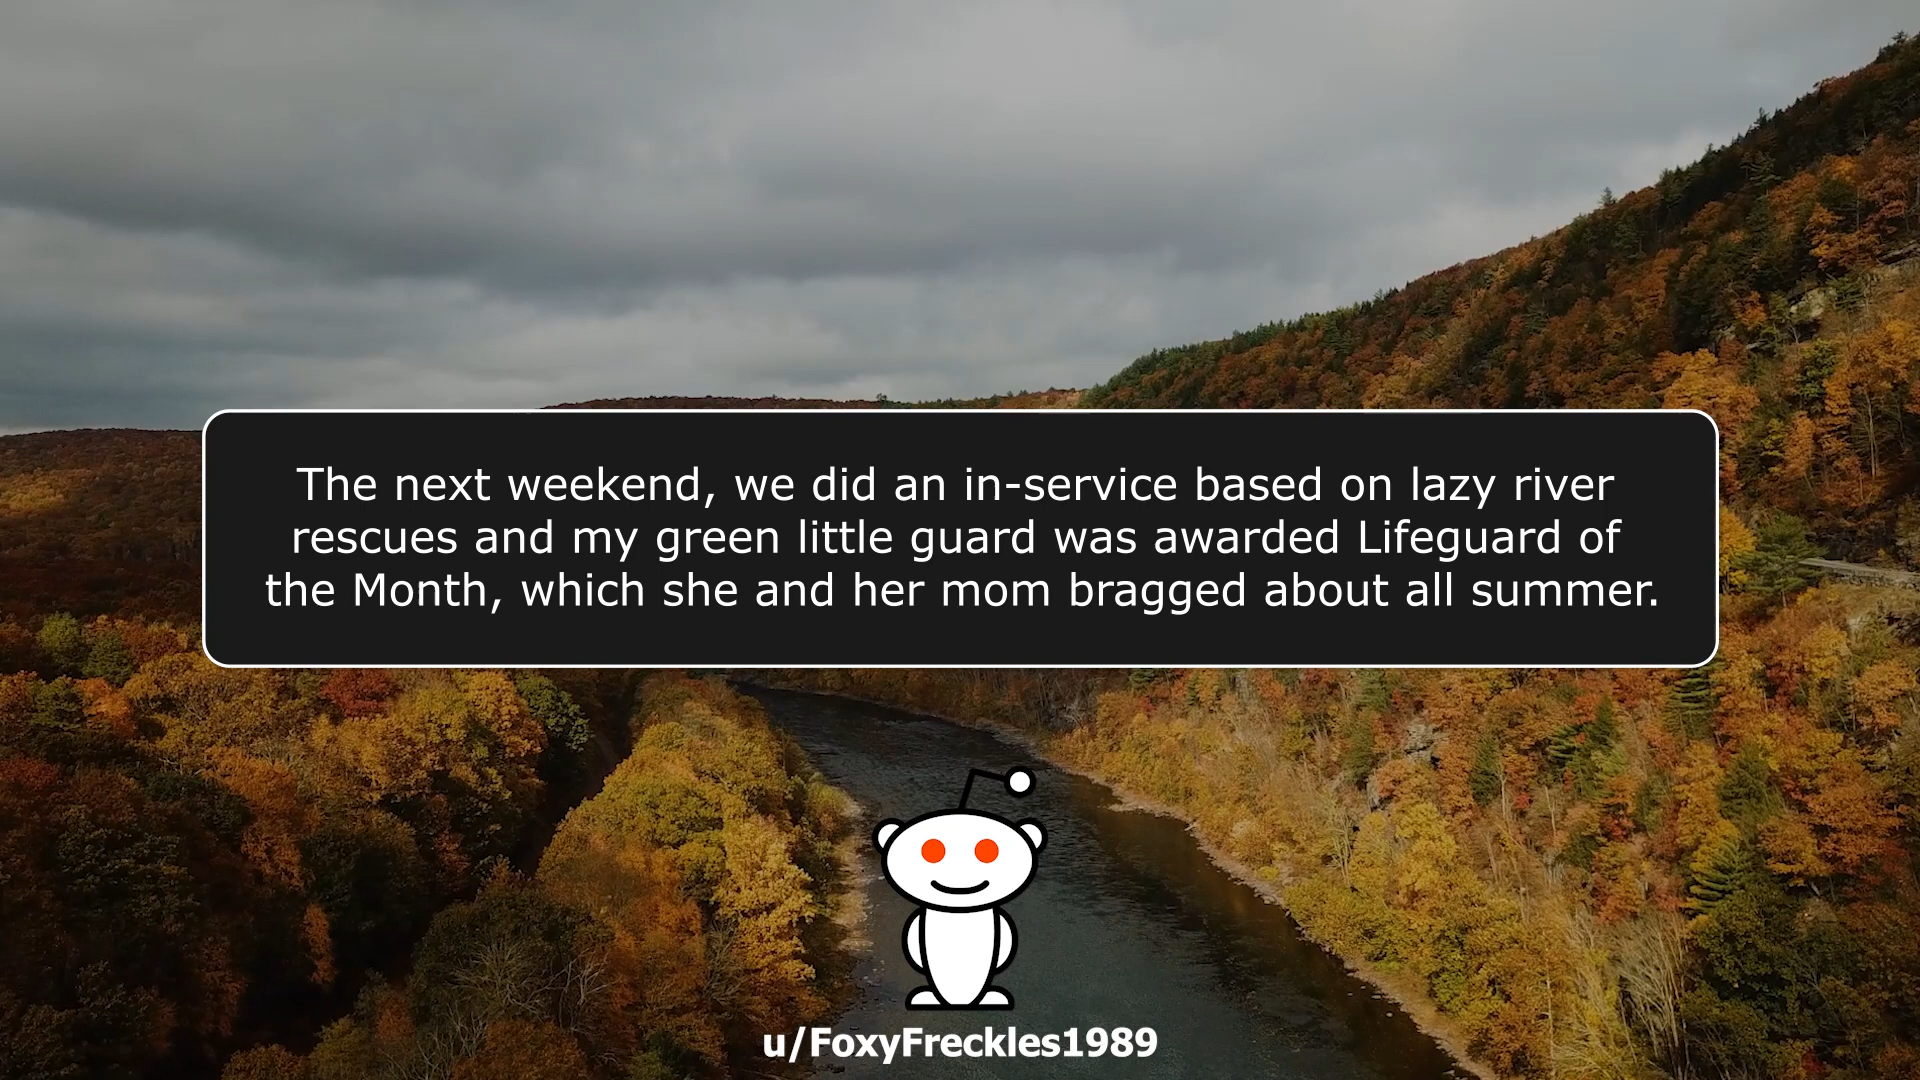 The next weekend, we did an in-service based on lazy river
rescues and my green little guard was awarded Lifeguard of
the Month, which she and her mom bragged about all summer.
u/FoxyFreckles1989